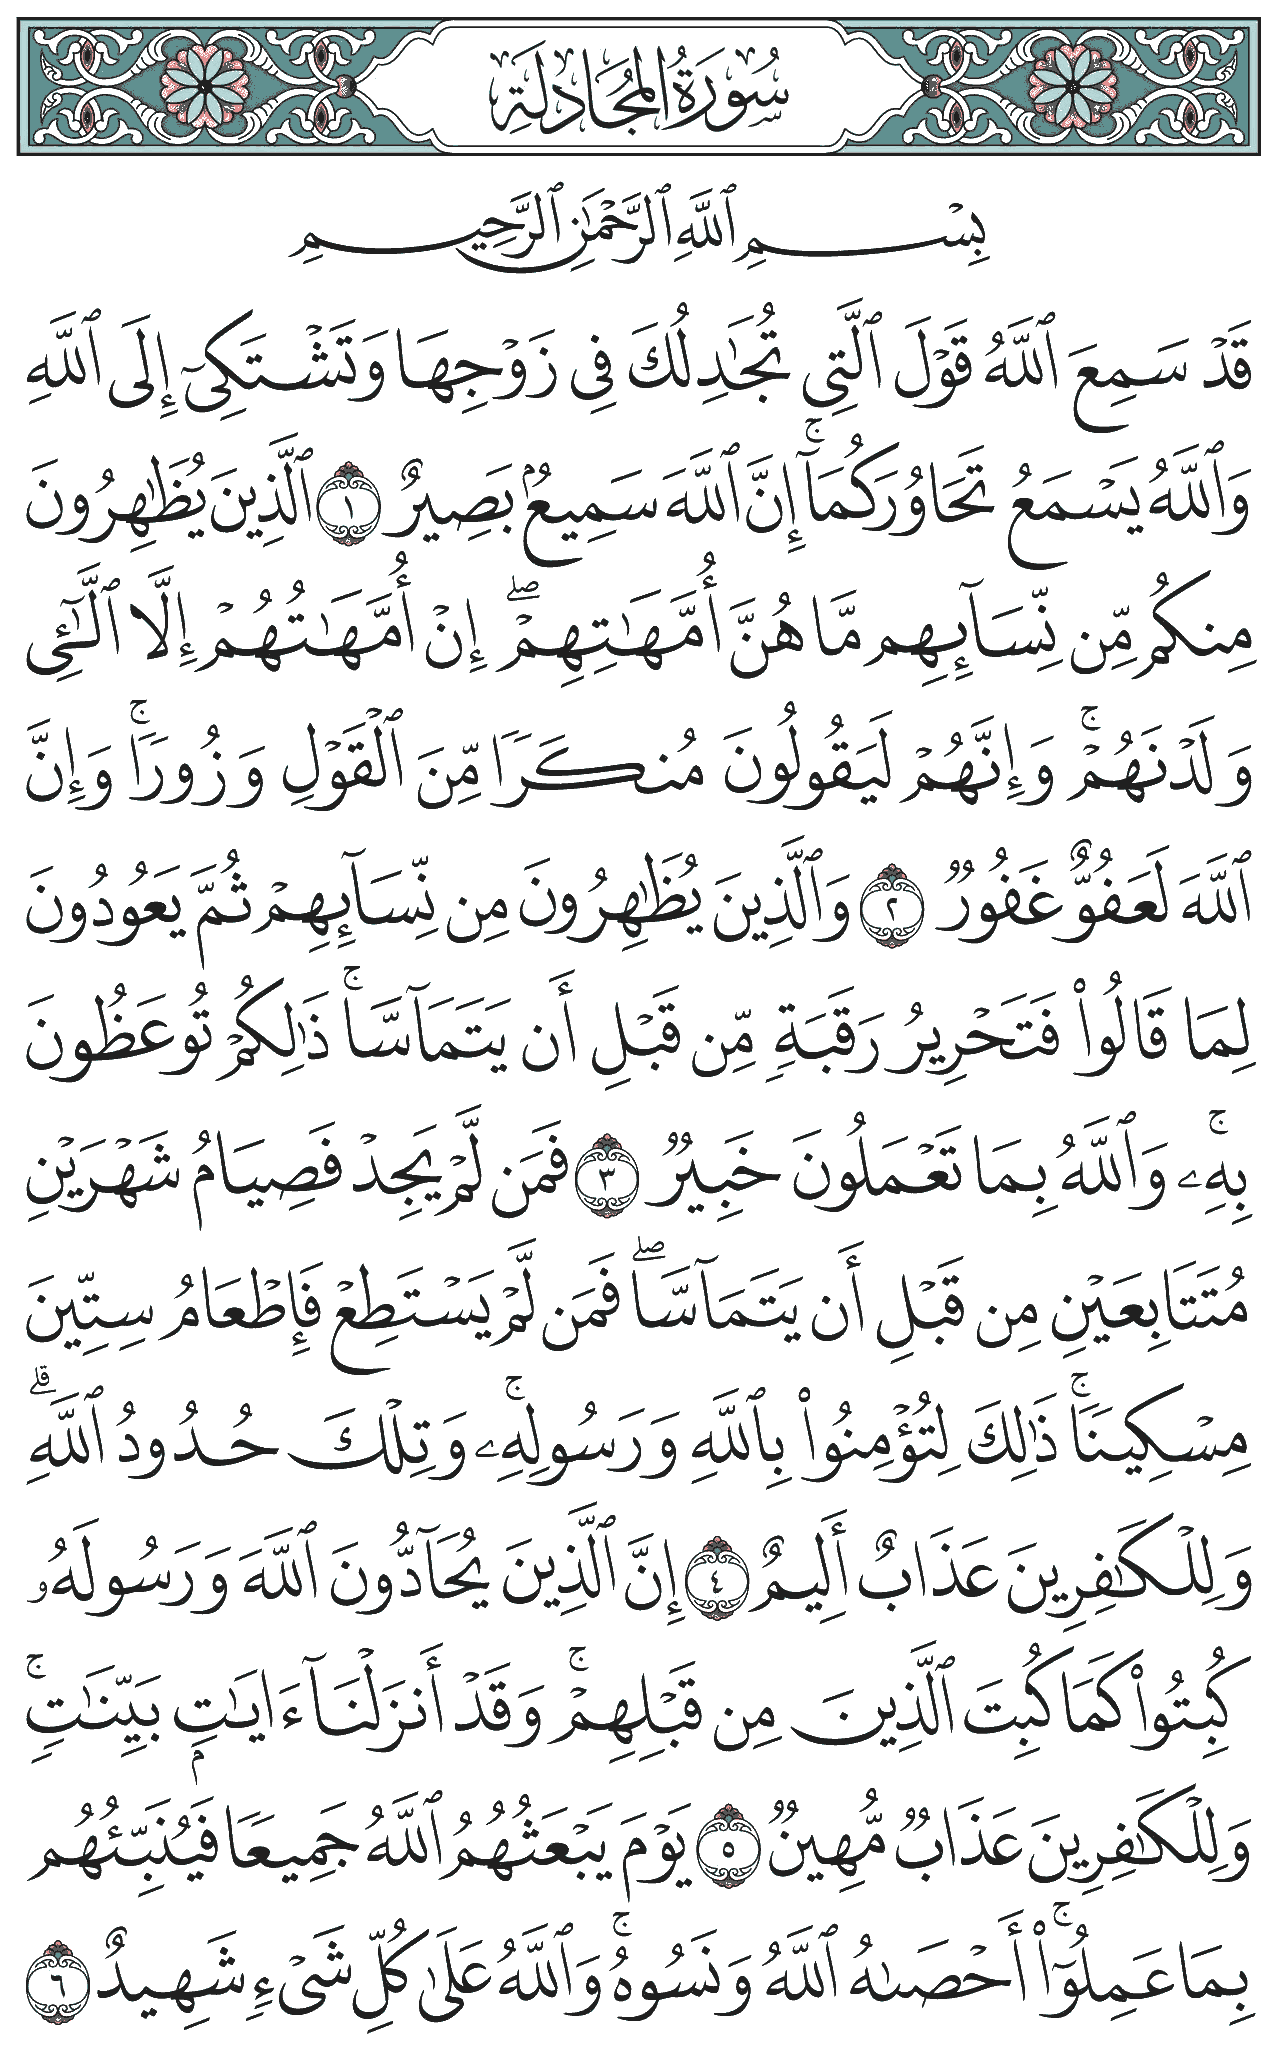 سُورَةُ المُجَادلَةِ
بِسۡمِ ٱللَّهِ ٱلرَّحۡمَٰنِ ٱلرَّحِيمِ
قَدۡ سَمِعَ ٱللَّهُ قَوۡلَ ٱلَّتِي تُجَٰدِلُكَ فِي زَوۡجِهَا وَتَشۡتَكِيٓ إِلَى ٱللَّهِ
وَٱللَّهُ يَسۡمَعُ تَحَاوُرَكُمَآۚ إِنَّ ٱللَّهَ سَمِيعُۢ بَصِيرٌ ١ ٱلَّذِينَ يُظَٰهِرُونَ
مِنكُم مِّن نِّسَآئِهِم مَّا هُنَّ أُمَّهَٰتِهِمۡۖ إِنۡ أُمَّهَٰتُهُمۡ إِلَّا ٱلَّٰٓـِٔي
وَلَدۡنَهُمۡۚ وَإِنَّهُمۡ لَيَقُولُونَ مُنكَرٗا مِّنَ ٱلۡقَوۡلِ وَزُورٗاۚ وَإِنَّ
ٱللَّهَ لَعَفُوٌّ غَفُورٞ ٢ وَٱلَّذِينَ يُظَٰهِرُونَ مِن نِّسَآئِهِمۡ ثُمَّ يَعُودُونَ
لِمَا قَالُواْ فَتَحۡرِيرُ رَقَبَةٖ مِّن قَبۡلِ أَن يَتَمَآسَّاۚ ذَٰلِكُمۡ تُوعَظُونَ
بِهِۦۚ وَٱللَّهُ بِمَا تَعۡمَلُونَ خَبِيرٞ ٣ فَمَن لَّمۡ يَجِدۡ فَصِيَامُ شَهۡرَيۡنِ
مُتَتَابِعَيۡنِ مِن قَبۡلِ أَن يَتَمَآسَّاۖ فَمَن لَّمۡ يَسۡتَطِعۡ فَإِطۡعَامُ سِتِّينَ
مِسۡكِينٗاۚ ذَٰلِكَ لِتُؤۡمِنُواْ بِٱللَّهِ وَرَسُولِهِۦۚ وَتِلۡكَ حُدُودُ ٱللَّهِۗ
وَلِلۡكَٰفِرِينَ عَذَابٌ أَلِيمٌ ٤ إِنَّ ٱلَّذِينَ يُحَآدُّونَ ٱللَّهَ وَرَسُولَهُۥ
كُبِتُواْ كَمَا كُبِتَ ٱلَّذِينَ مِن قَبۡلِهِمۡۚ وَقَدۡ أَنزَلۡنَآ ءَايَٰتِۭ بَيِّنَٰتٖۚ
وَلِلۡكَٰفِرِينَ عَذَابٞ مُّهِينٞ ٥ يَوۡمَ يَبۡعَثُهُمُ ٱللَّهُ جَمِيعٗا فَيُنَبِّئُهُم
بِمَا عَمِلُوٓاْۚ أَحۡصَىٰهُ ٱللَّهُ وَنَسُوهُۚ وَٱللَّهُ عَلَىٰ كُلِّ شَيۡءٖ شَهِيدٌ ٦